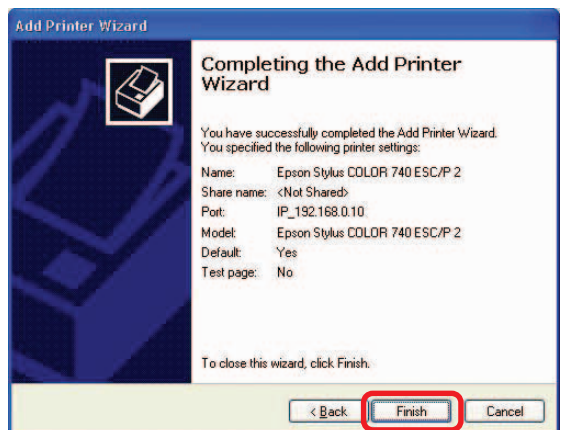 Add Printer Wizard
Completing the Add Printer
Wizard
You have successfully completed the Add Printer Wizard.
You specified the following printer settings:
Name: Epson Stylus COLOR 740 ESC/P 2
Share name: <Not Shared>
Port: IP_192.168.0.10
Model: Epson Stylus COLOR 740 ESC/P 2
Default: Yes
Test page: No
To close this wizard, click Finish.
< Back Finish Cancel